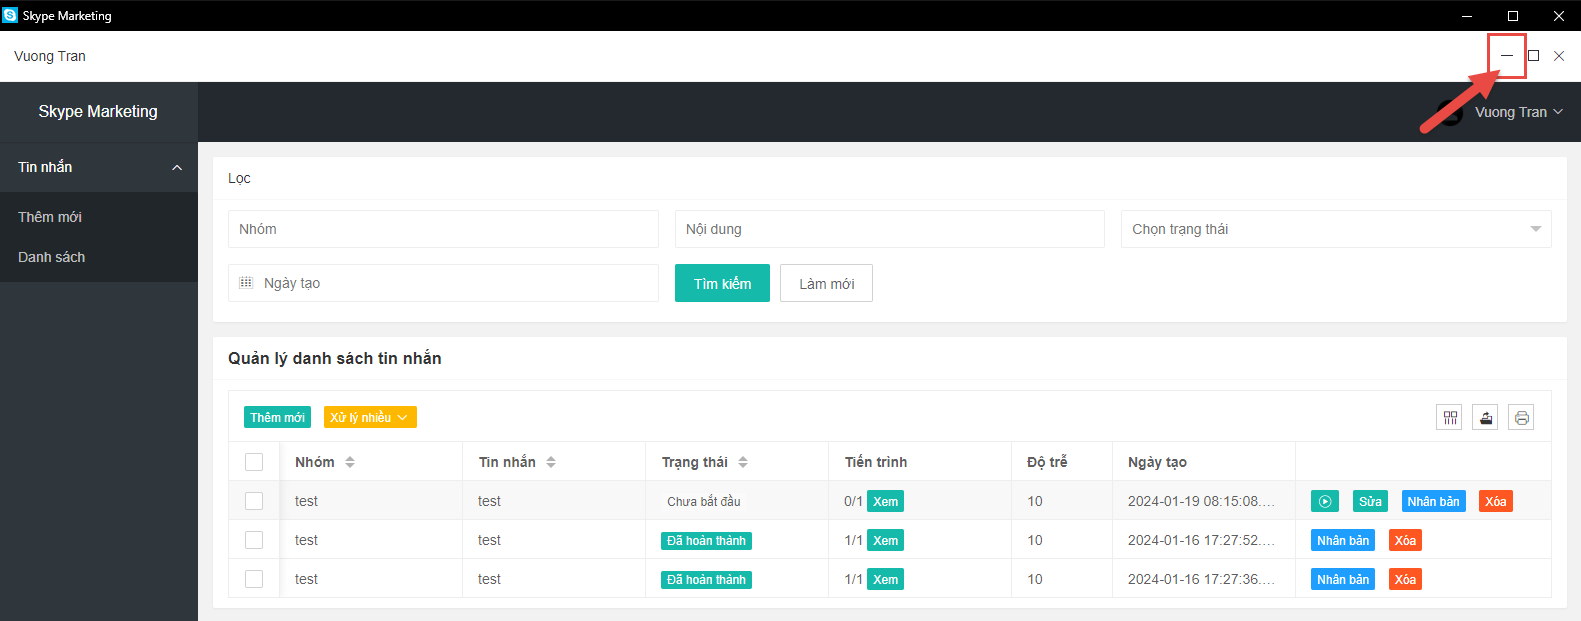 Skype Marketing
Vuong Tran
Skype Marketing
Vuong Tran
Tin nhắn
Thêm mới
Danh sách
Lọc
Nhóm
Nội dung
Chọn trạng thái
Ngày tạo
Tìm kiếm
Làm mới
Quản lý danh sách tin nhắn
Thêm mới
Xử lý nhiều
Nhóm Tin nhắn Trạng thái Tiến trình Độ trễ Ngày tạo
test test Chưa bắt đầu 0/1 Xem 10 2024-01-19 08:15:08.... Sửa Nhân bản Xóa
test test Đã hoàn thành 1/1 Xem 10 2024-01-16 17:27:52.... Nhân bản Xóa
test test Đã hoàn thành 1/1 Xem 10 2024-01-16 17:27:36.... Nhân bản Xóa